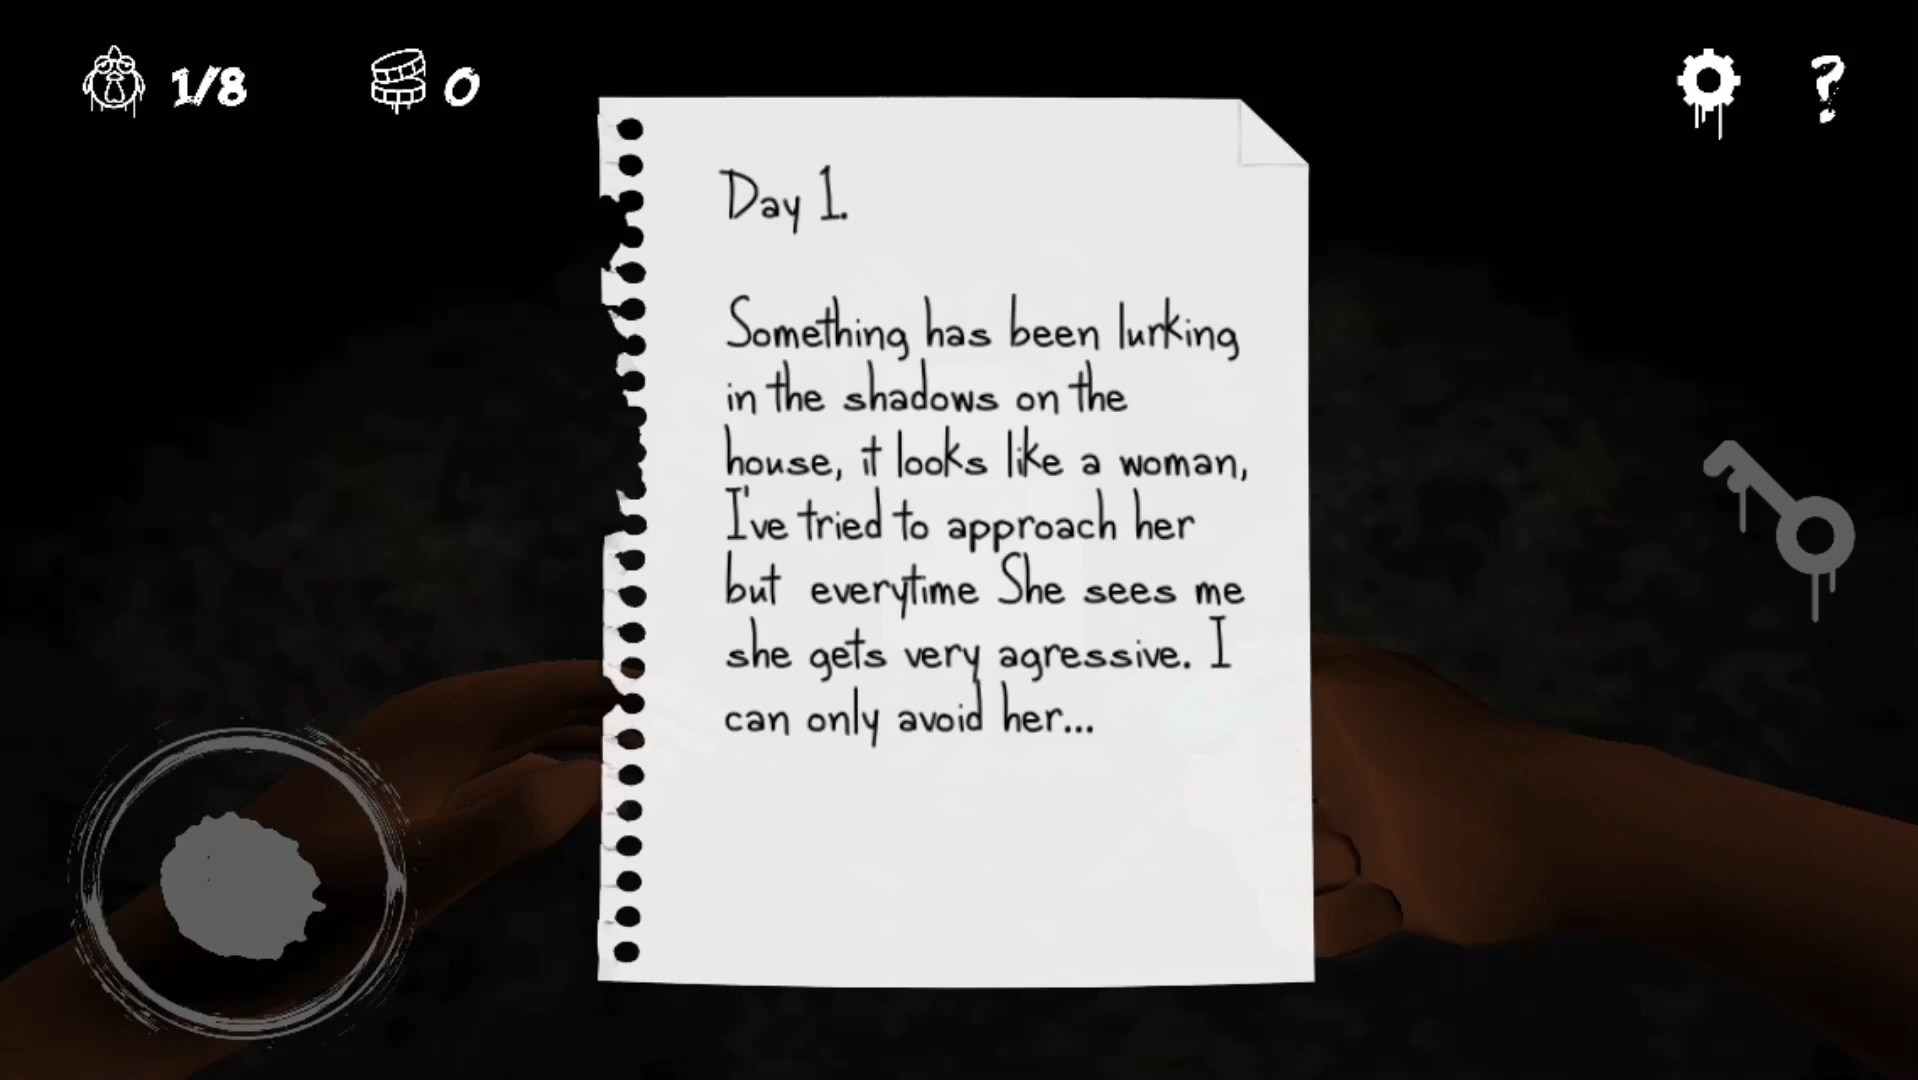 1/8 0
?
Day 1.
Something has been lurking
in the shadows on the
house, it looks like a woman,
I've tried to approach her
but everytime She sees me
she gets very agressive. I
can only avoid her...